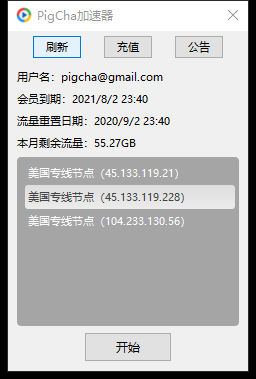 PigCha加速器
刷新 充值 公告
用户名：pigcha@gmail.com
会员到期：2021/8/2 23:40
流量重置日期：2020/9/2 23:40
本月剩余流量：55.27GB
美国专线节点（45.133.119.21）
美国专线节点（45.133.119.228）
美国专线节点（104.233.130.56）
开始